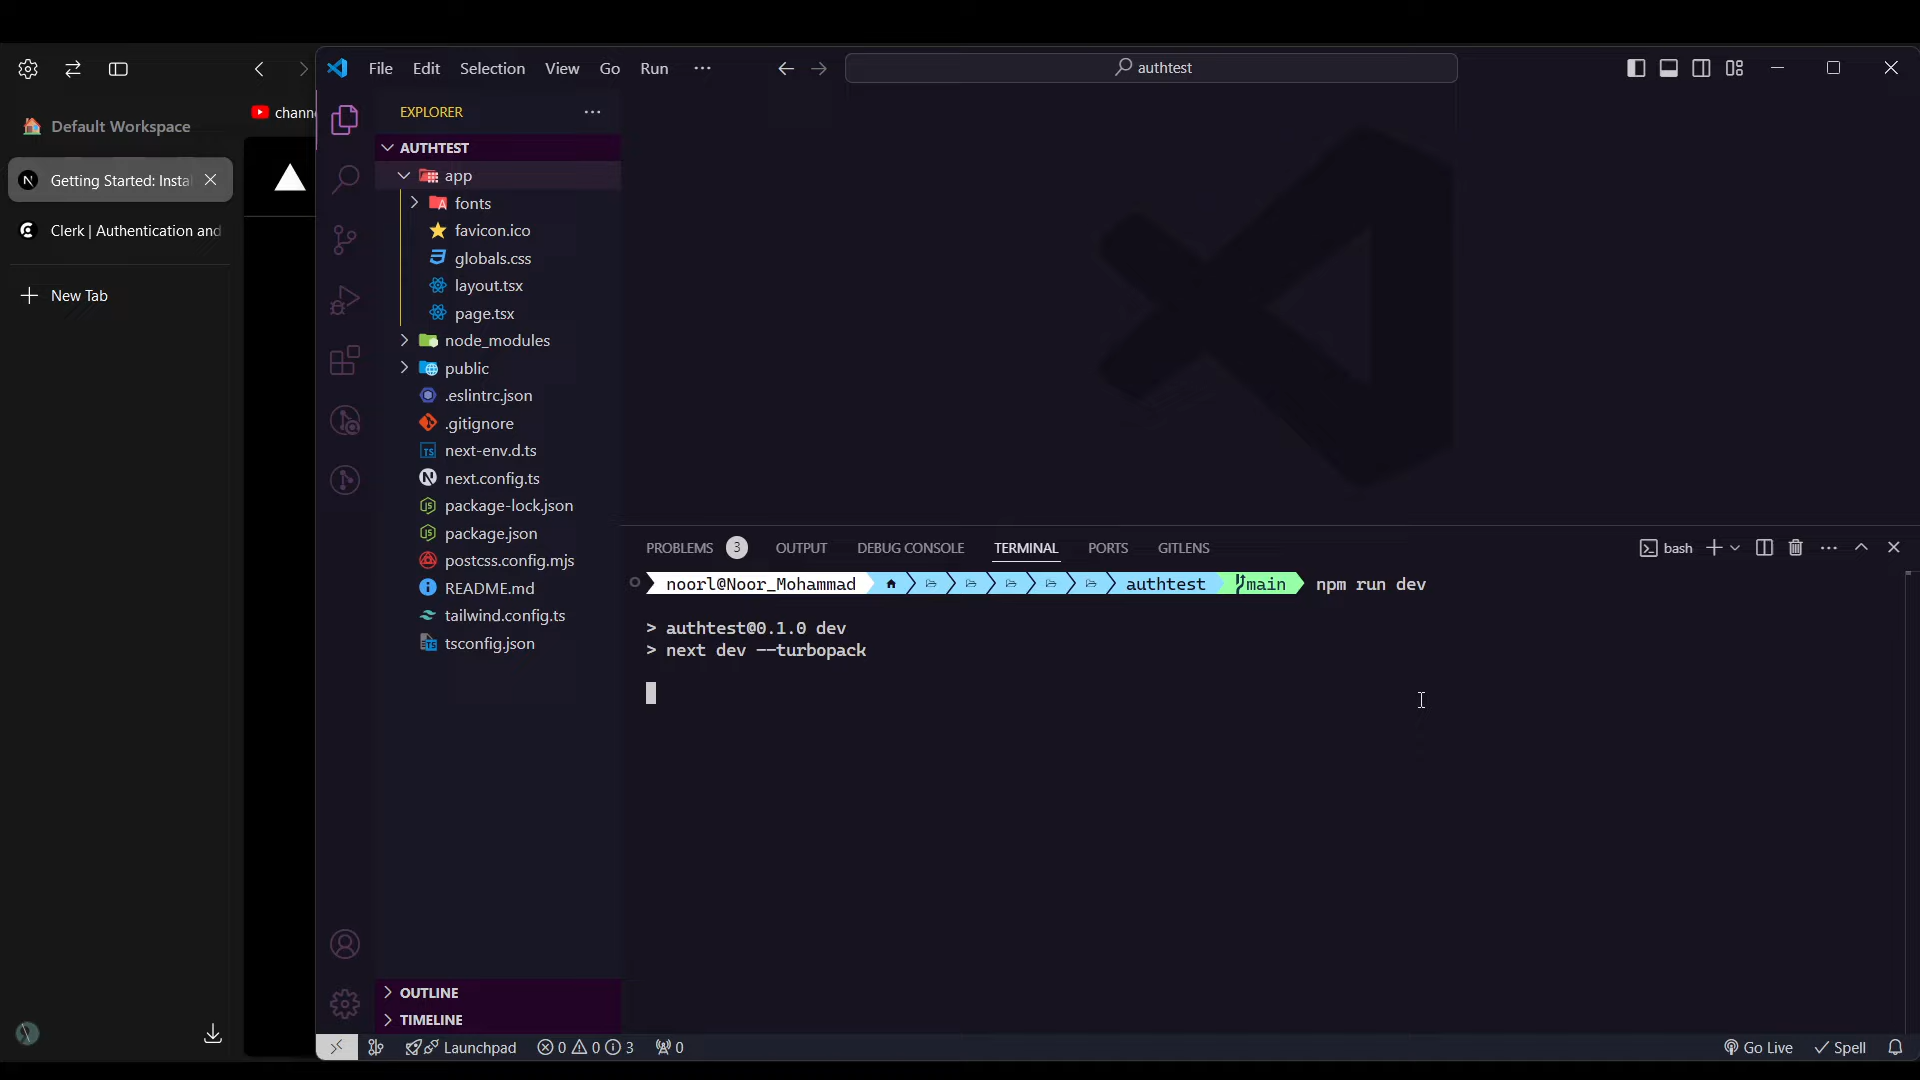 File Edit Selection View Go Run ··· authtest
Default Workspace
chann
Getting Started: Insta
Clerk | Authentication and
New Tab
EXPLORER ···
AUTHTEST
app
fonts
favicon.ico
globals.css
layout.tsx
page.tsx
node_modules
public
.eslintrc.json
.gitignore
next-env.d.ts
next.config.ts
package-lock.json
package.json
postcss.config.mjs
README.md
tailwind.config.ts
tsconfig.json
OUTLINE
TIMELINE
PROBLEMS 3 OUTPUT DEBUG CONSOLE TERMINAL PORTS GITLENS bash
noorl@Noor_Mohammad authtest main npm run dev
> authtest@0.1.0 dev
> next dev --turbopack
Launchpad 0 0 3 0 Go Live Spell